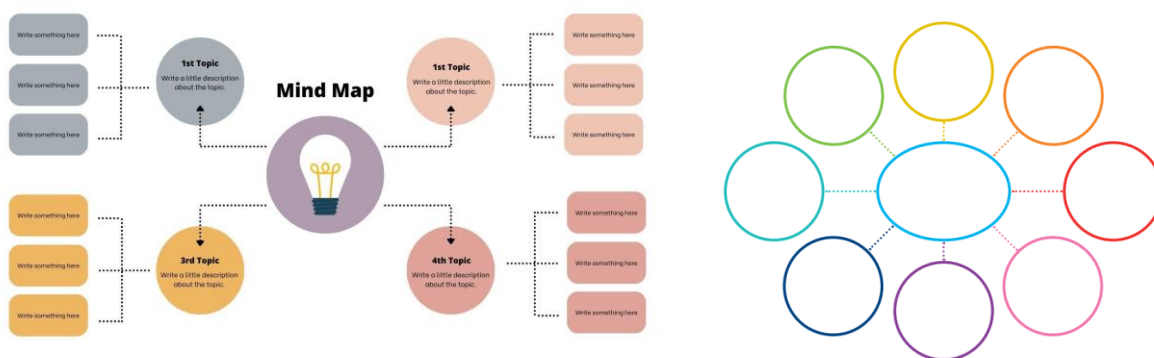 Mind Map
1st Topic
Write a little description
about the topic.
Write something here
Write something here
Write something here
1st Topic
Write a little description
about the topic.
Write something here
Write something here
Write something here
3rd Topic
Write a little description
about the topic.
Write something here
Write something here
Write something here
4th Topic
Write a little description
about the topic.
Write something here
Write something here
Write something here